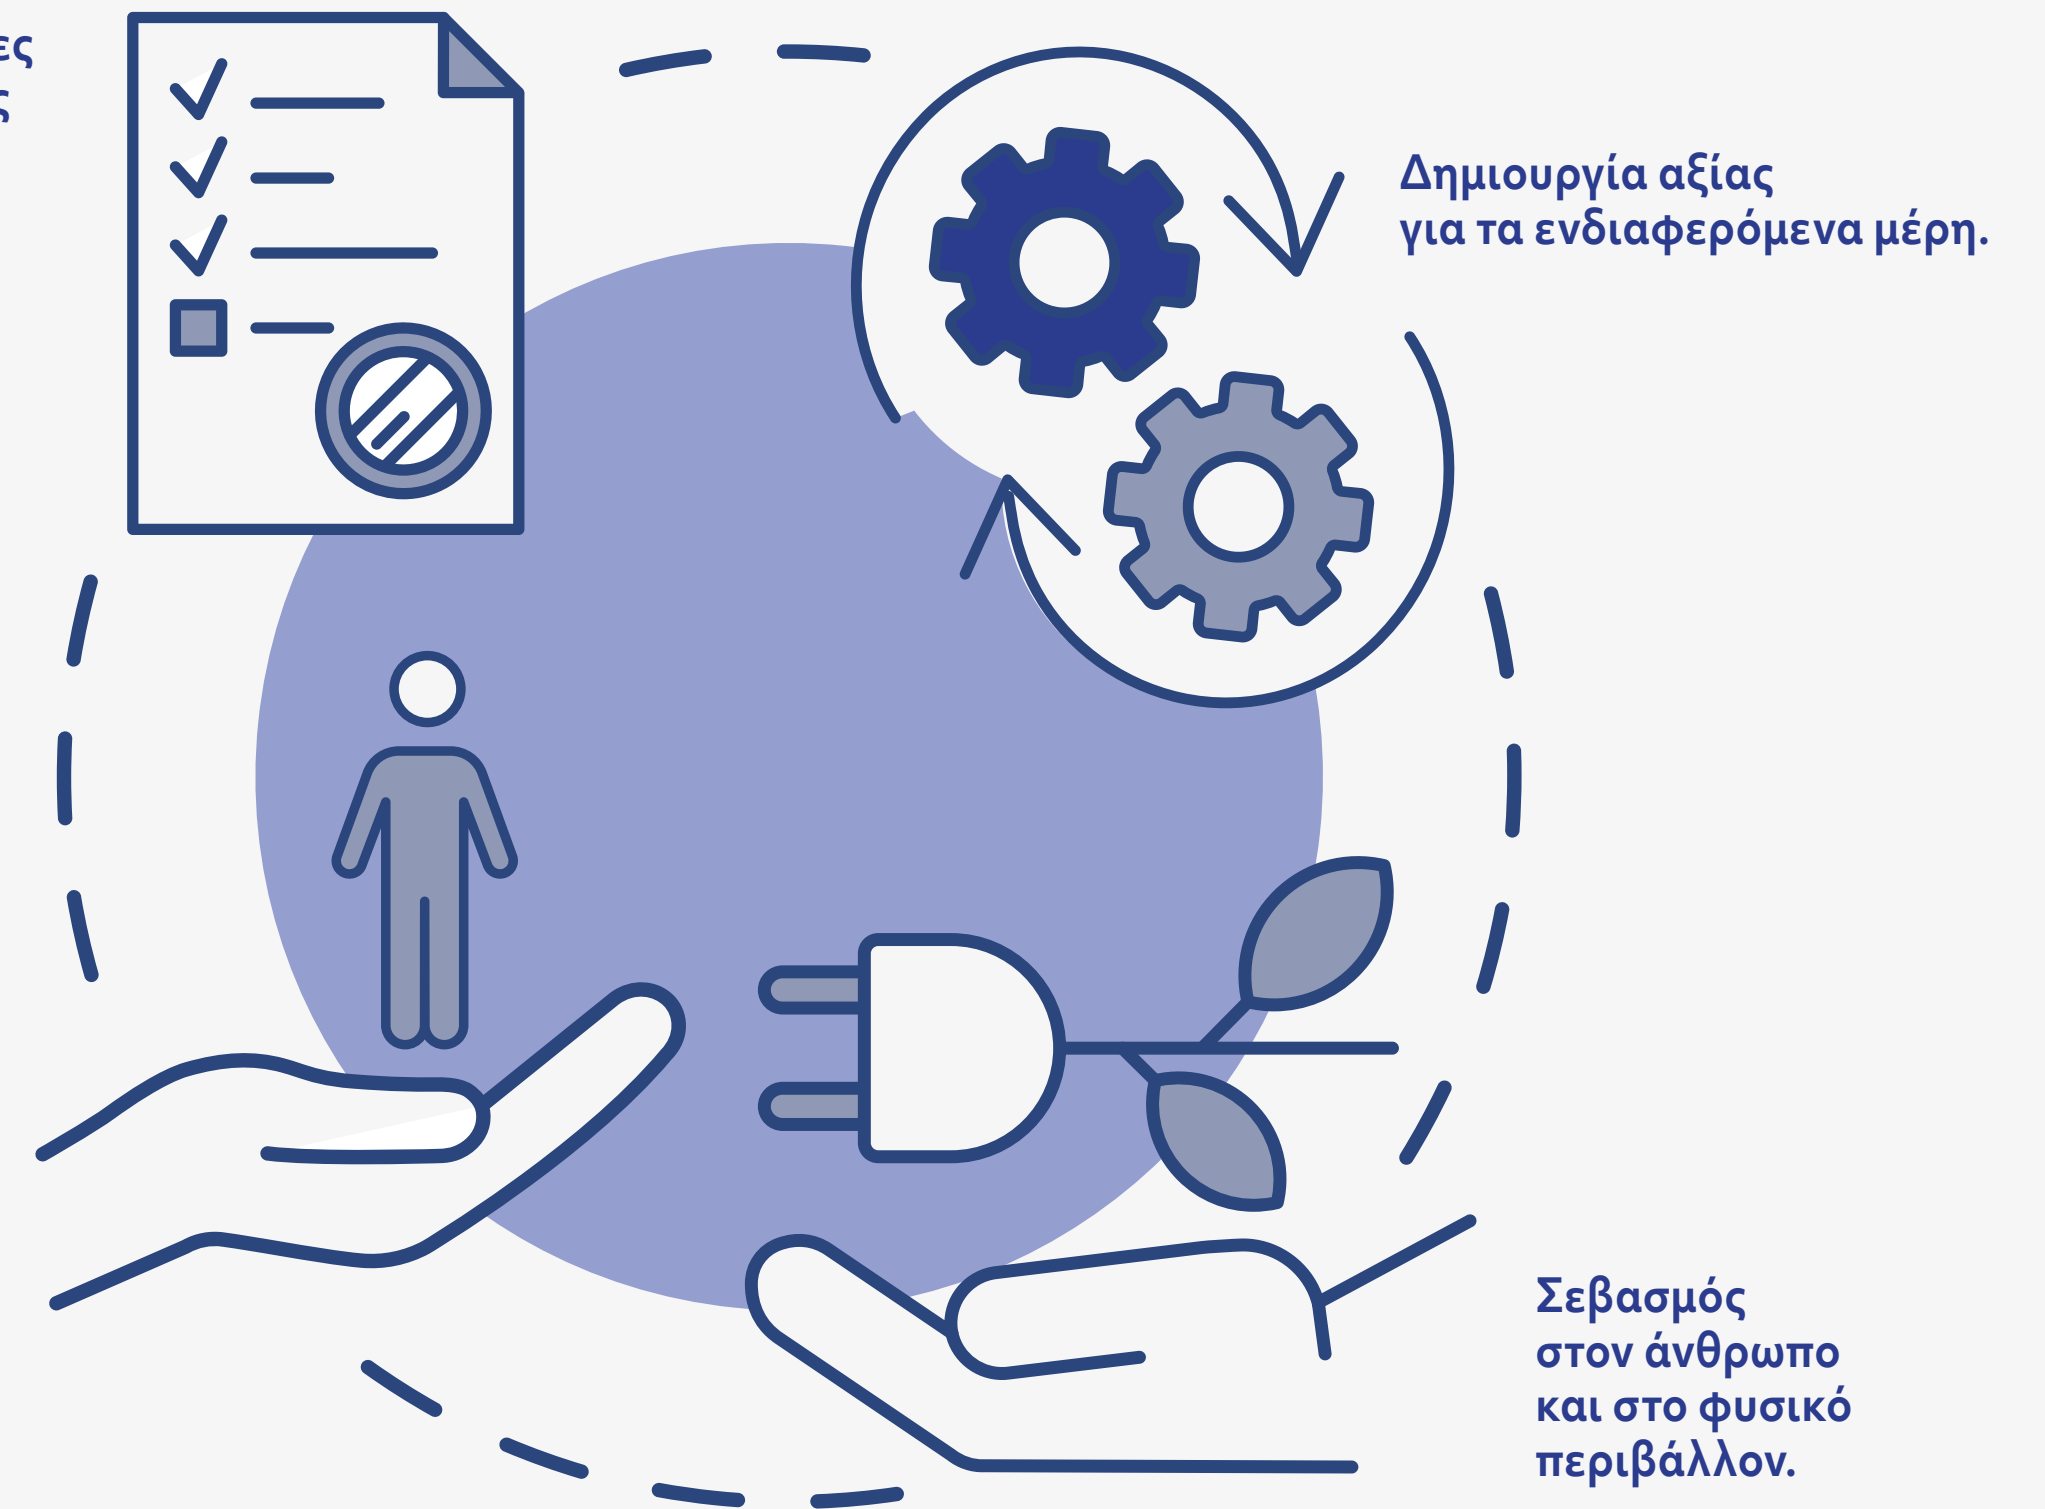 Δημιουργία αξίας
για τα ενδιαφερόμενα μέρη.
Σεβασμός
στον άνθρωπο
και στο φυσικό
περιβάλλον.